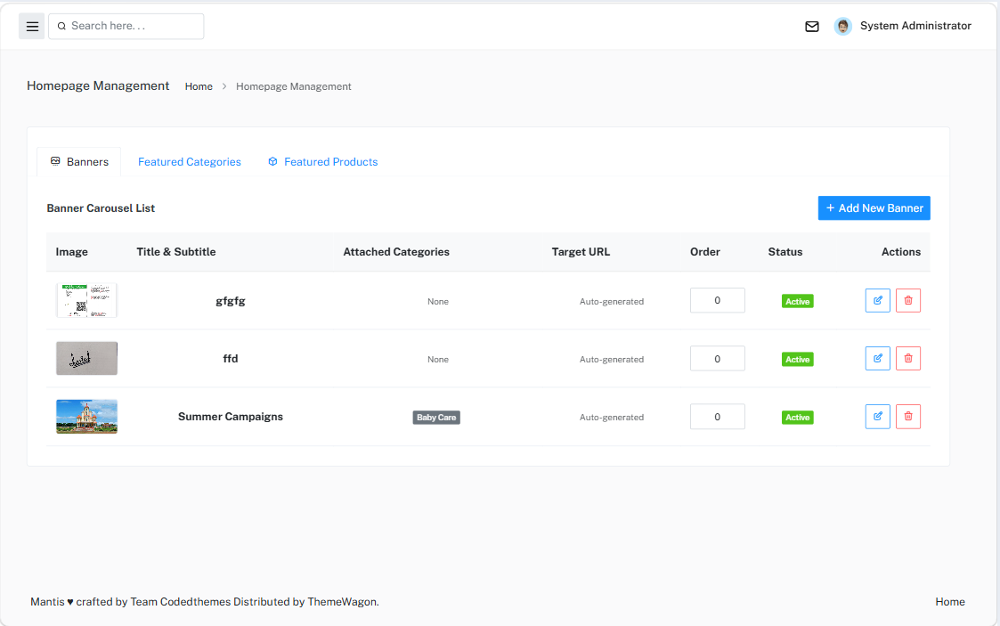 Search here. . .
System Administrator
Homepage Management Home > Homepage Management
Banners Featured Categories Featured Products
Banner Carousel List + Add New Banner
Image Title & Subtitle Attached Categories Target URL Order Status Actions
gfgfg None Auto-generated 0 Active
ffd None Auto-generated 0 Active
Summer Campaigns Baby Care Auto-generated 0 Active
Mantis ♥ crafted by Team Codedthemes Distributed by ThemeWagon. Home